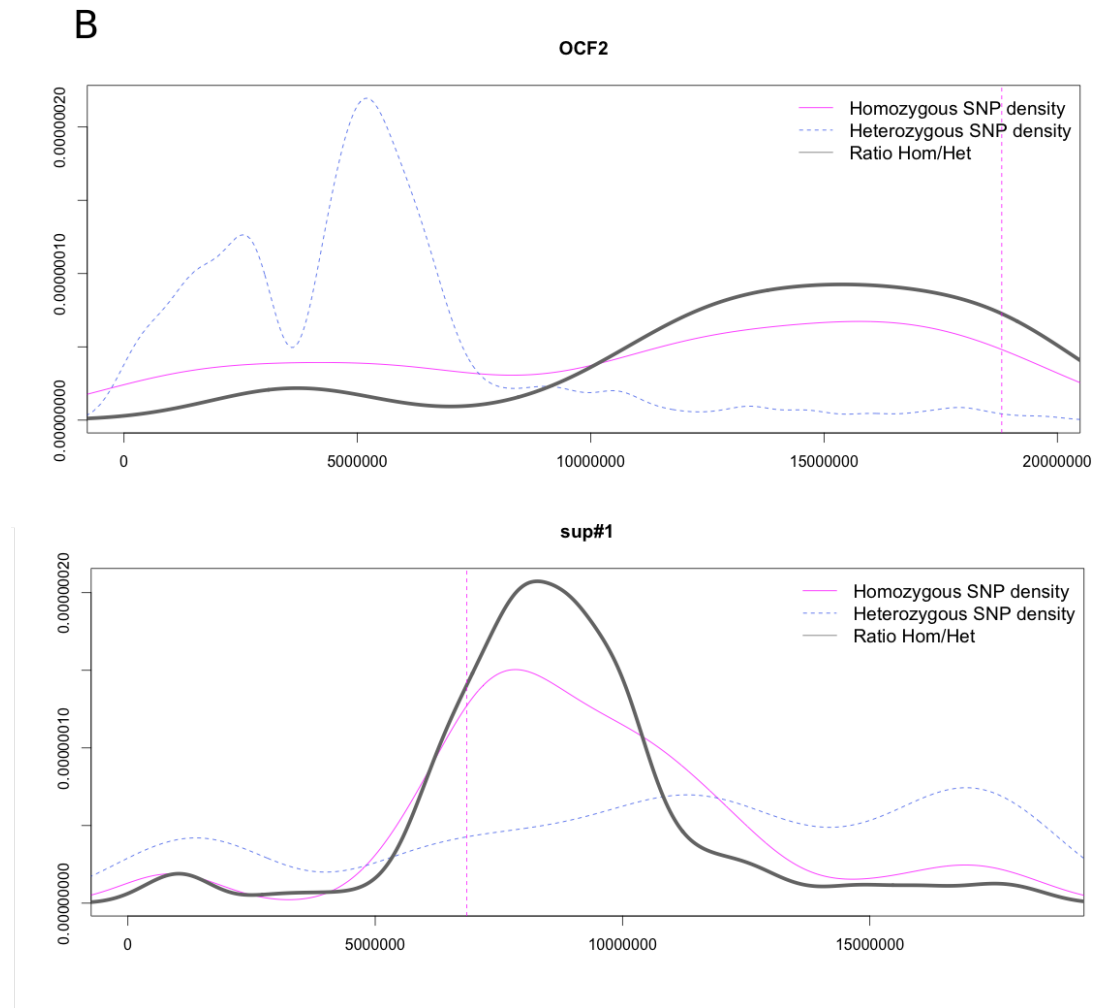 B
OCF2
Homozygous SNP density
Heterozygous SNP density
Ratio Hom/Het
0.00000020
0.00000010
0.00000000
0 5000000 10000000 15000000 20000000
sup#1
Homozygous SNP density
Heterozygous SNP density
Ratio Hom/Het
0.00000020
0.00000010
0.00000000
0 5000000 10000000 15000000